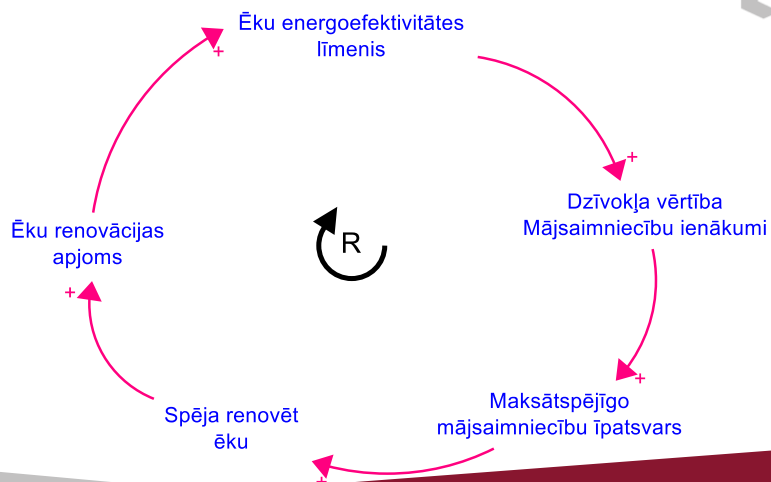 Ēku energoefektivitātes
līmenis
+
+
Dzīvokļa vērtība
Mājsaimniecību ienākumi
Ēku renovācijas
apjoms
R
+
+
Maksātspējīgo
mājsaimniecību īpatsvars
Spēja renovēt
ēku
+